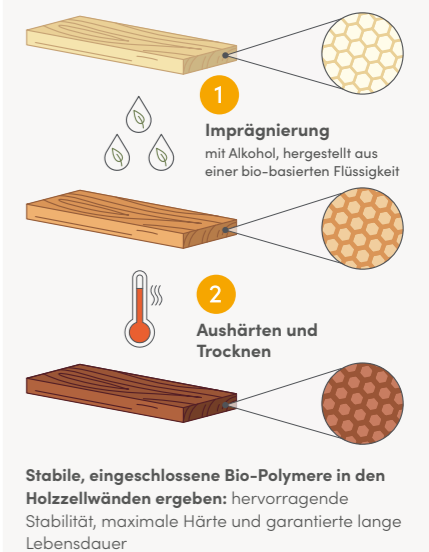 1
Imprägnierung
mit Alkohol, hergestellt aus
einer bio-basierten Flüssigkeit
2
Aushärten und
Trocknen
Stabile, eingeschlossene Bio-Polymere in den
Holzzellwänden ergeben: hervorragende
Stabilität, maximale Härte und garantierte lange
Lebensdauer